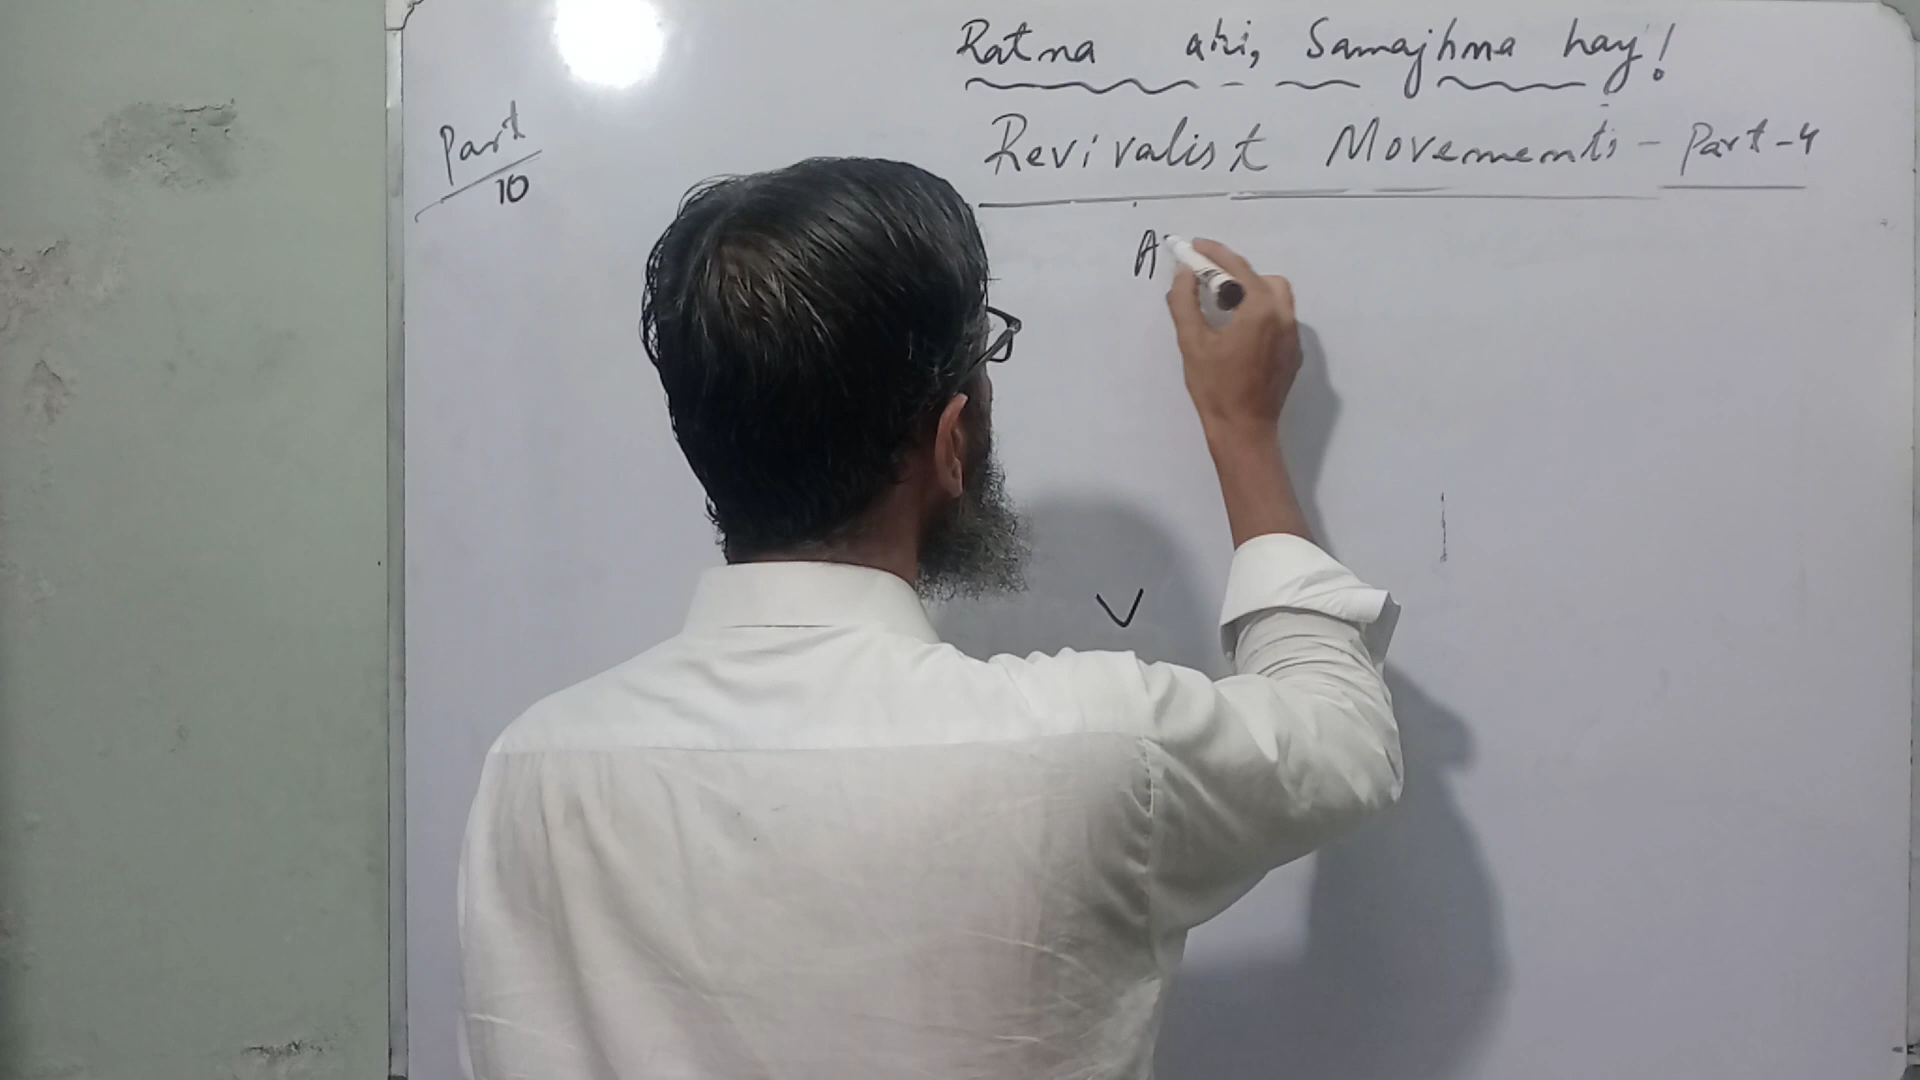 Ratna ahi, Samajhna hay!
Revivalist Movements - Part-4
Part
10
A
V